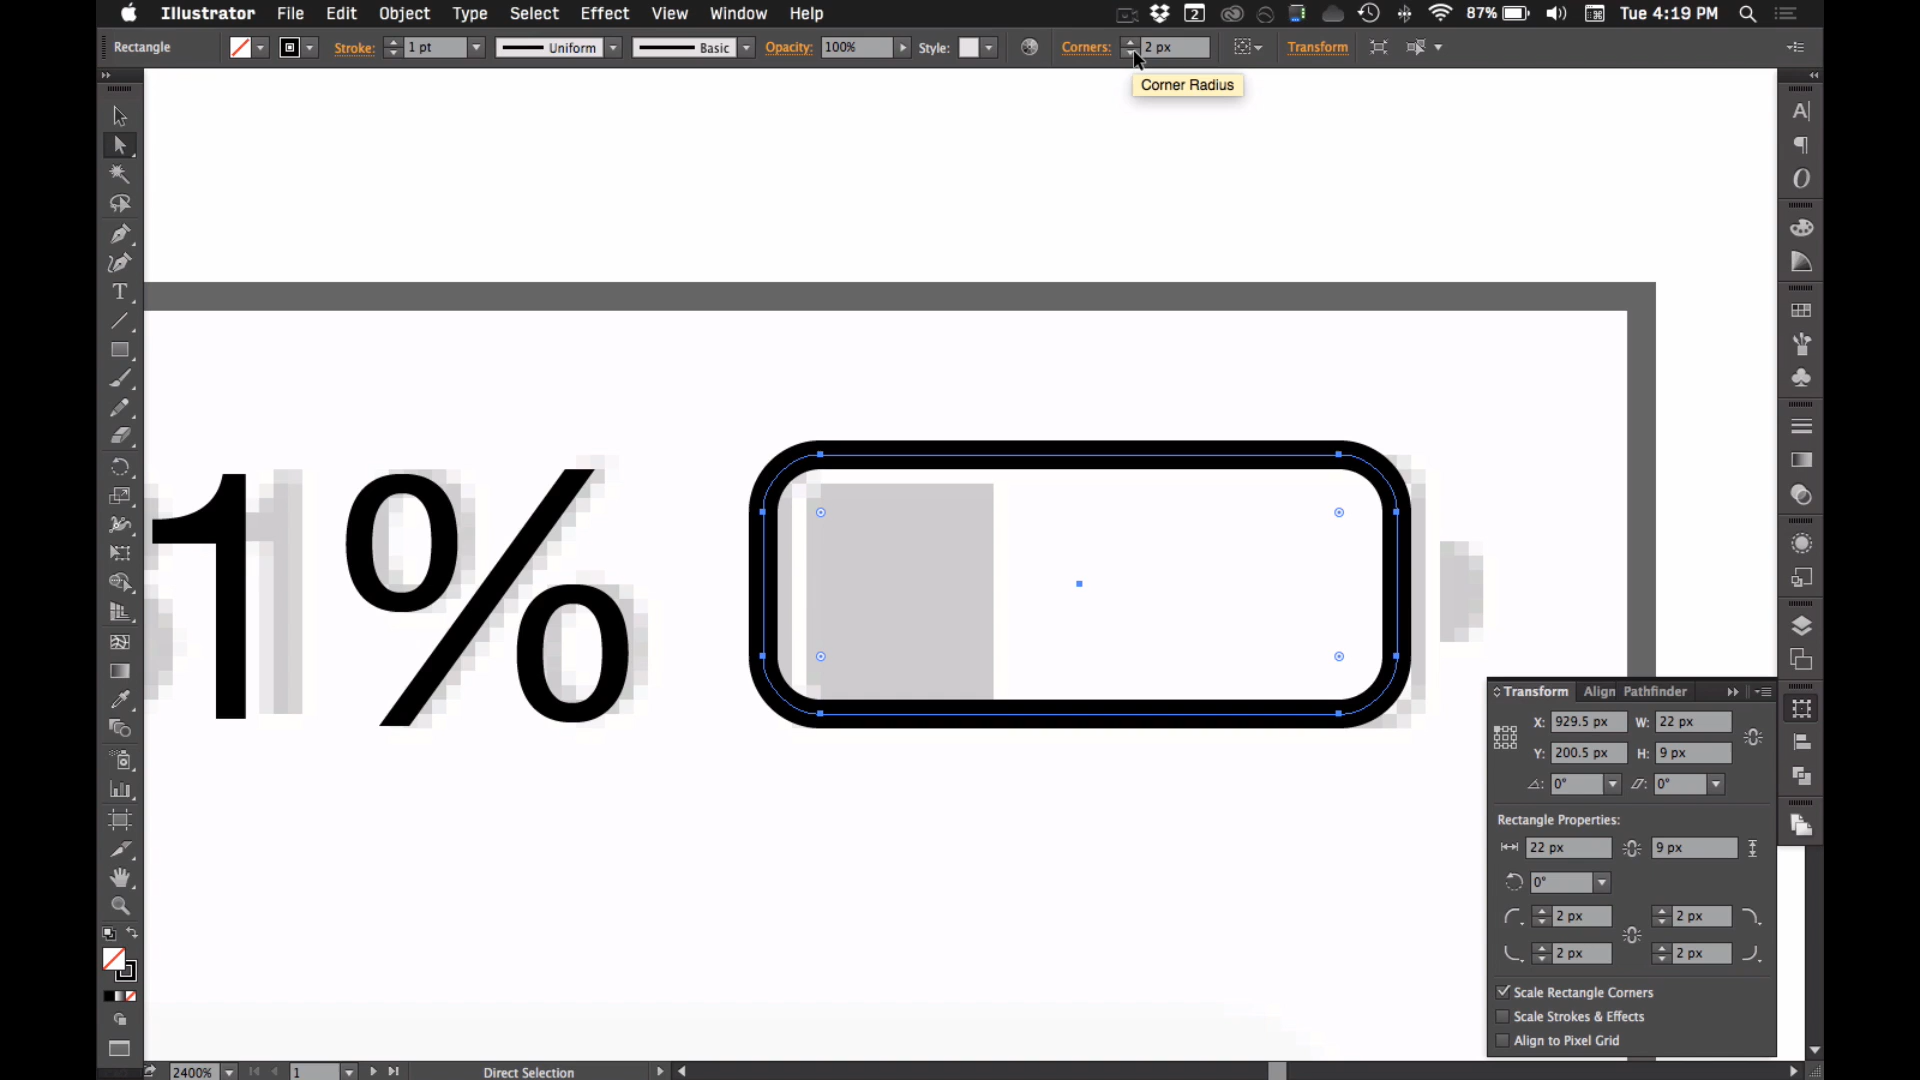 Illustrator File Edit Object Type Select Effect View Window Help 2 87% Tue 4:19 PM
Rectangle Stroke: 1 pt Uniform Basic Opacity: 100% Style: Corners: 2 px Transform
Corner Radius
1%
Transform Align Pathfinder
X: 929.5 px W: 22 px
Y: 200.5 px H: 9 px
0° 0°
Rectangle Properties:
22 px 9 px
0°
2 px 2 px
2 px 2 px
Scale Rectangle Corners
Scale Strokes & Effects
Align to Pixel Grid
2400% 1 Direct Selection